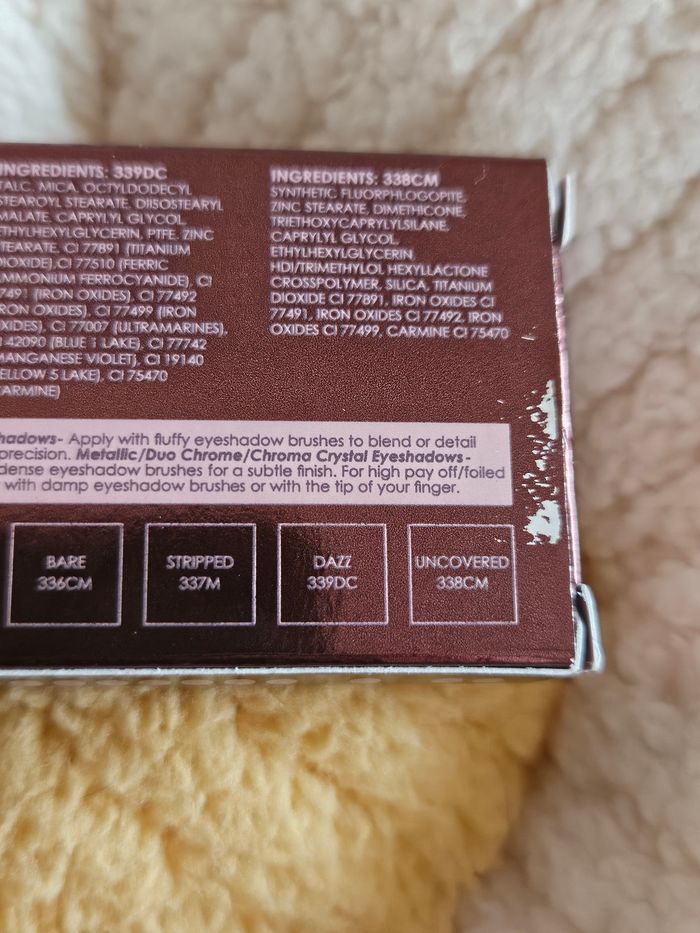 INGREDIENTS: 339DC
TALC, MICA, OCTYLDODECYL
STEAROYL STEARATE, DIISOSTEARYL
MALATE, CAPRYLYL GLYCOL,
ETHYLHEXYLGLYCERIN, PTFE, ZINC
STEARATE, CI 77891 (TITANIUM
DIOXIDE),CI 77510 (FERRIC
AMMONIUM FERROCYANIDE), CI
77491 (IRON OXIDES), CI 77492
(IRON OXIDES), CI 77499 (IRON
OXIDES), CI 77007 (ULTRAMARINES),
CI 42090 (BLUE 1 LAKE), CI 77742
(MANGANESE VIOLET), CI 19140
(YELLOW 5 LAKE), CI 75470
(CARMINE)
INGREDIENTS: 338CM
SYNTHETIC FLUORPHLOGOPITE,
ZINC STEARATE, DIMETHICONE,
TRIETHOXYCAPRYLYLSILANE,
CAPRYLYL GLYCOL,
ETHYLHEXYLGLYCERIN
HDI/TRIMETHYLOL HEXYLLACTONE
CROSSPOLYMER, SILICA, TITANIUM
DIOXIDE CI 77891, IRON OXIDES CI
77491, IRON OXIDES CI 77492, IRON
OXIDES CI 77499, CARMINE CI 75470
hadows- Apply with fluffy eyeshadow brushes to blend or detail
precision. Metallic/Duo Chrome/Chroma Crystal Eyeshadows-
dense eyeshadow brushes for a subtle finish. For high pay off/foiled
with damp eyeshadow brushes or with the tip of your finger.
BARE
336CM
STRIPPED
337M
DAZZ
339DC
UNCOVERED
338CM